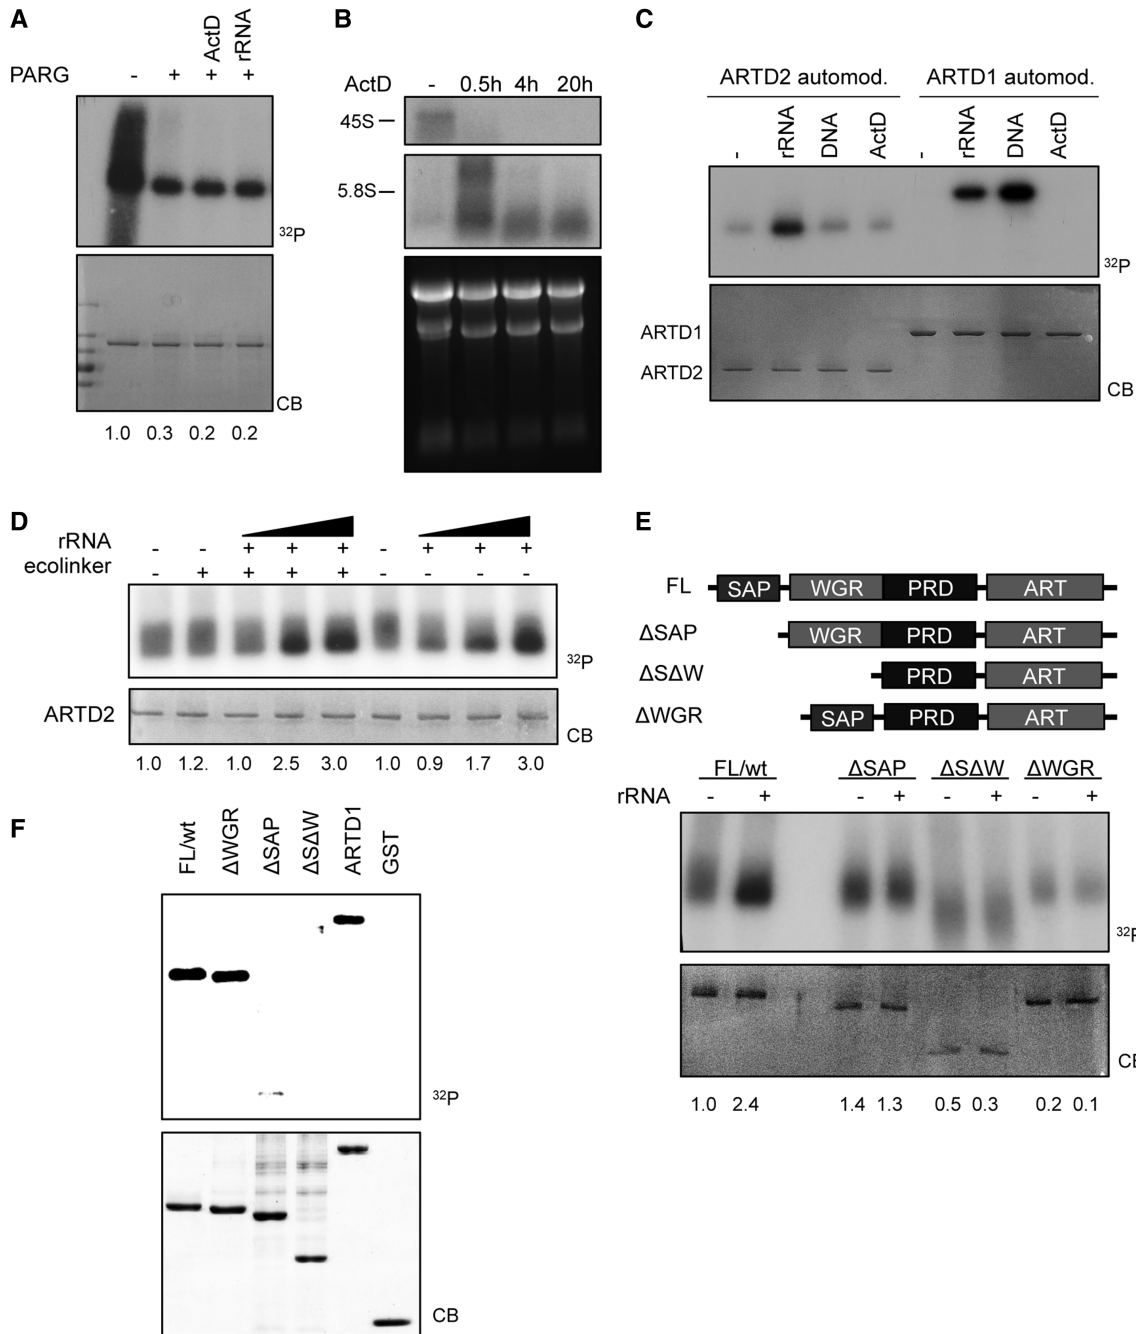 A
ActD
rRNA
PARG - + + +
32P
CB
1.0 0.3 0.2 0.2
B
ActD - 0.5h 4h 20h
45S
5.8S
C
ARTD2 automod. ARTD1 automod.
- rRNA DNA ActD - rRNA DNA ActD
32P
ARTD1
ARTD2
CB
D
rRNA - - + + + - + + +
ecolinker - + + + + - - - -
32P
ARTD2
CB
1.0 1.2. 1.0 2.5 3.0 1.0 0.9 1.7 3.0
E
FL SAP WGR PRD ART
ΔSAP WGR PRD ART
ΔSΔW PRD ART
ΔWGR SAP PRD ART
FL/wt ΔSAP ΔSΔW ΔWGR
rRNA - + - + - + - +
32P
CB
1.0 2.4 1.4 1.3 0.5 0.3 0.2 0.1
F
FL/wt ΔWGR ΔSAP ΔSΔW ARTD1 GST
32P
CB